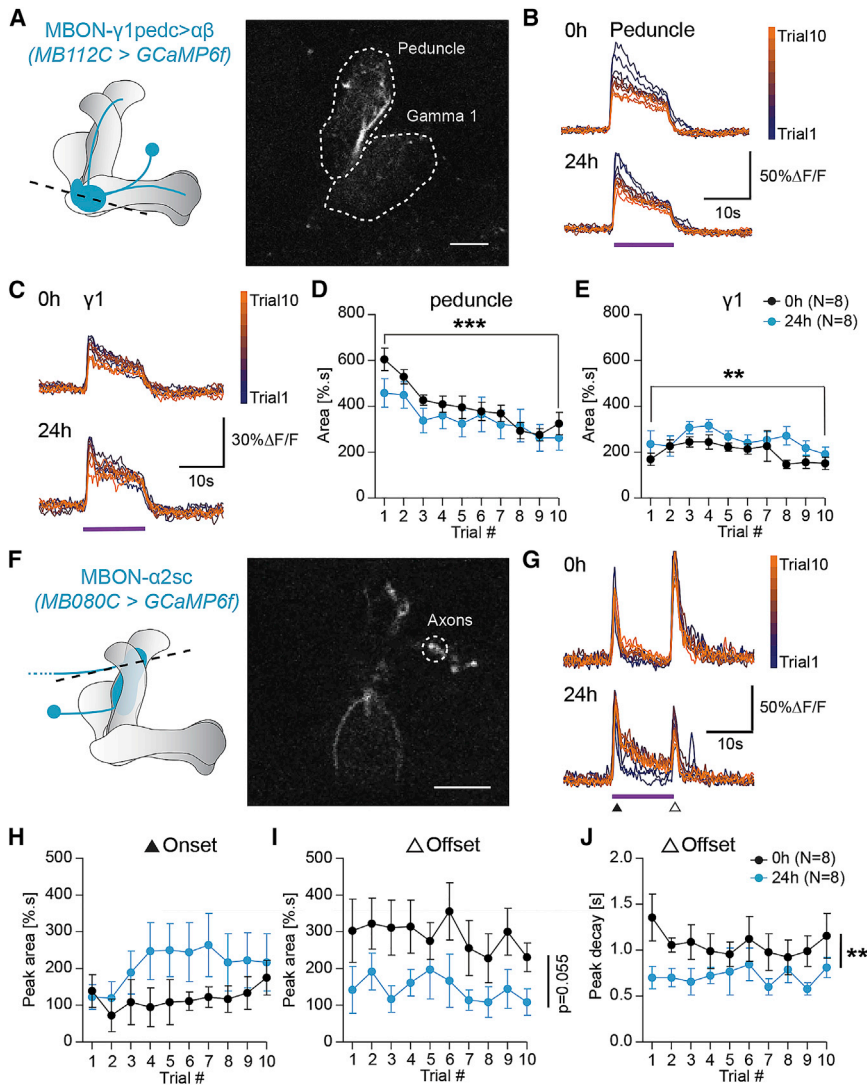 A
MBON-γ1pedc>αβ
(MB112C > GCaMP6f)
Peduncle
Gamma 1
B
0h Peduncle
Trial10
Trial1
24h
50%ΔF/F
10s
C
0h γ1
Trial10
Trial1
24h
30%ΔF/F
10s
D
peduncle
***
Area [%.s]
800
600
400
200
0
1 2 3 4 5 6 7 8 9 10
Trial #
E
γ1
0h (N=8)
24h (N=8)
**
Area [%.s]
800
600
400
200
0
1 2 3 4 5 6 7 8 9 10
Trial #
F
MBON-α2sc
(MB080C > GCaMP6f)
Axons
G
0h
Trial10
Trial1
24h
50%ΔF/F
10s
▲ △
H
▲ Onset
Peak area [%.s]
500
400
300
200
100
0
1 2 3 4 5 6 7 8 9 10
Trial #
I
△ Offset
Peak area [%.s]
500
400
300
200
100
0
1 2 3 4 5 6 7 8 9 10
Trial #
p=0.055
J
△ Offset
0h (N=8)
24h (N=8)
Peak decay [s]
2.0
1.5
1.0
0.5
0
1 2 3 4 5 6 7 8 9 10
Trial #
**